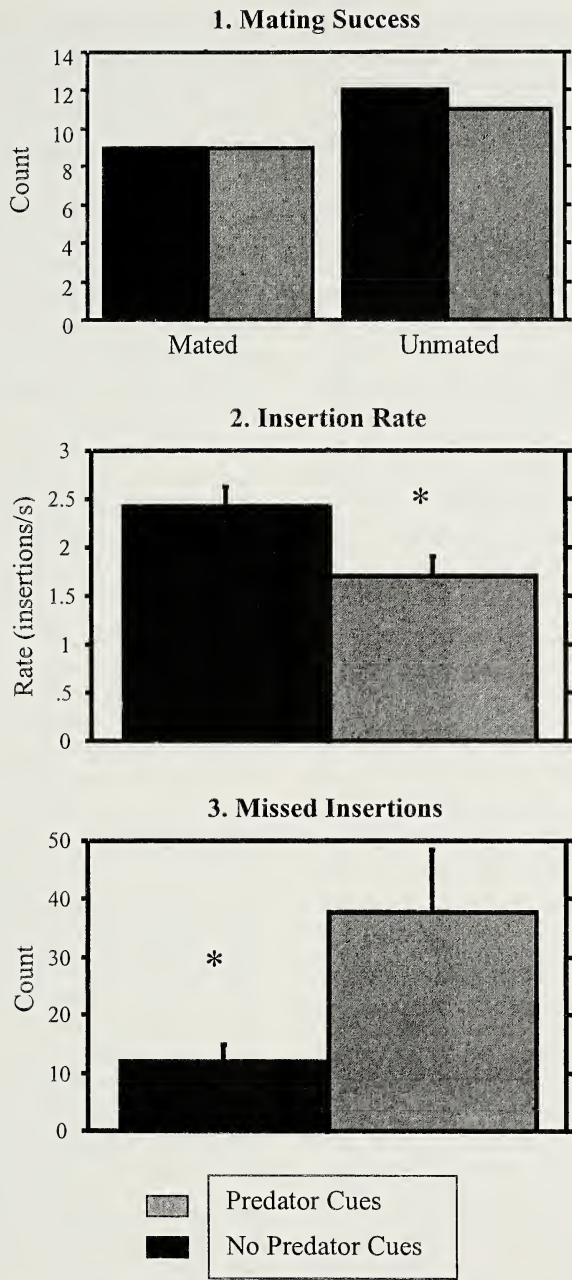 1. Mating Success
14
12
10
8
6
4
2
0
Count
Mated Unmated
2. Insertion Rate
3
2.5
2
1.5
1
.5
0
Rate (insertions/s)
*
3. Missed Insertions
50
40
30
20
10
0
Count
*
Predator Cues
No Predator Cues